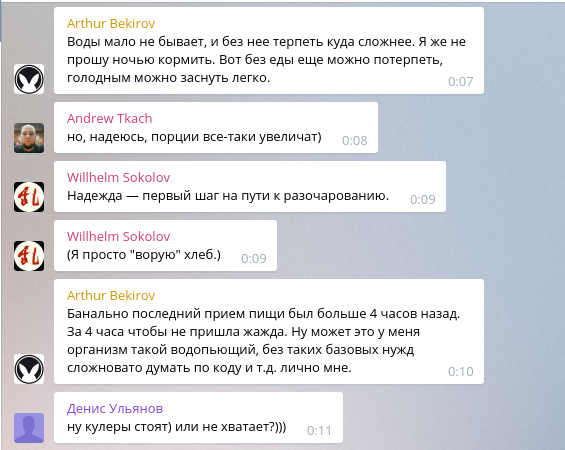 Arthur Bekirov
Воды мало не бывает, и без нее терпеть куда сложнее. Я же не
прошу ночью кормить. Вот без еды еще можно потерпеть,
голодным можно заснуть легко.
0:07
Andrew Tkach
но, надеюсь, порции все-таки увеличат)
0:08
Willhelm Sokolov
Надежда — первый шаг на пути к разочарованию.
0:09
Willhelm Sokolov
(Я просто "ворую" хлеб.)
0:09
Arthur Bekirov
Банально последний прием пищи был больше 4 часов назад.
За 4 часа чтобы не пришла жажда. Ну может это у меня
организм такой водопьющий, без таких базовых нужд
сложновато думать по коду и т.д. лично мне.
0:10
Денис Ульянов
ну кулеры стоят) или не хватает?)))
0:11